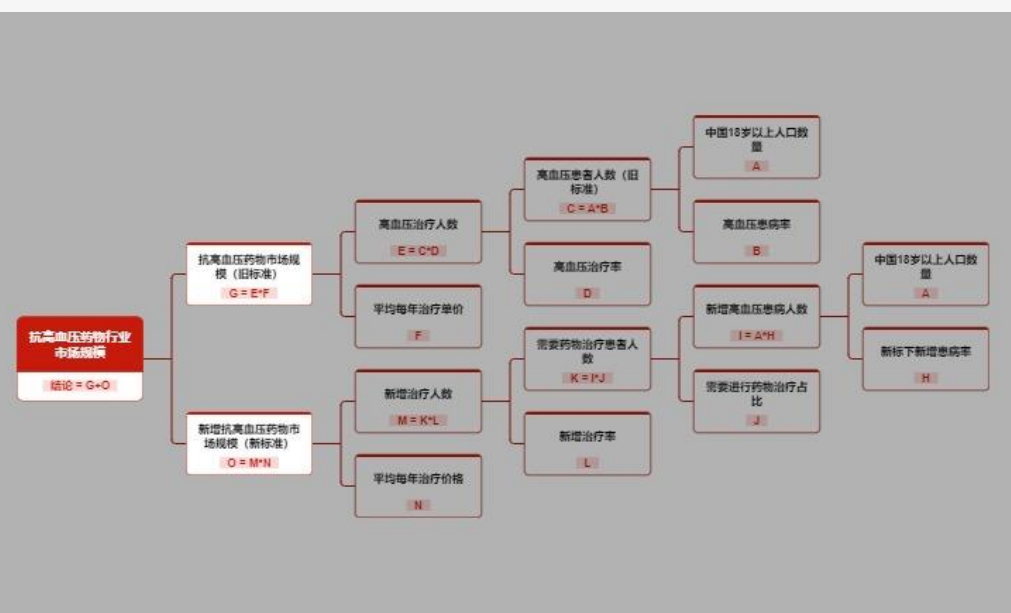 抗高血压药物行业
市场规模
结论 = G+O
抗高血压药物市场规
模（旧标准）
G = E*F
新增抗高血压药物市
场规模（新标准）
O = M*N
高血压治疗人数
E = C*D
平均每年治疗单价
F
新增治疗人数
M = K*L
平均每年治疗价格
N
高血压患者人数（旧
标准）
C = A*B
高血压治疗率
D
需要药物治疗患者人
数
K = I*J
新增治疗率
L
中国18岁以上人口数
量
A
高血压患病率
B
新增高血压患病人数
I = A*H
需要进行药物治疗占
比
J
中国18岁以上人口数
量
A
新标下新增患病率
H